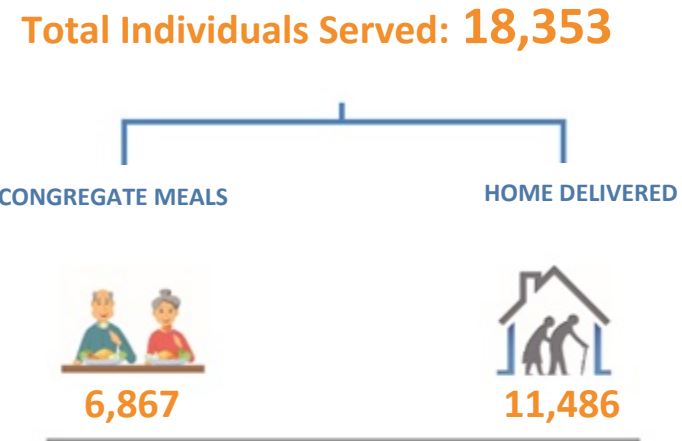 Total Individuals Served: 18,353
CONGREGATE MEALS
HOME DELIVERED
6,867
11,486